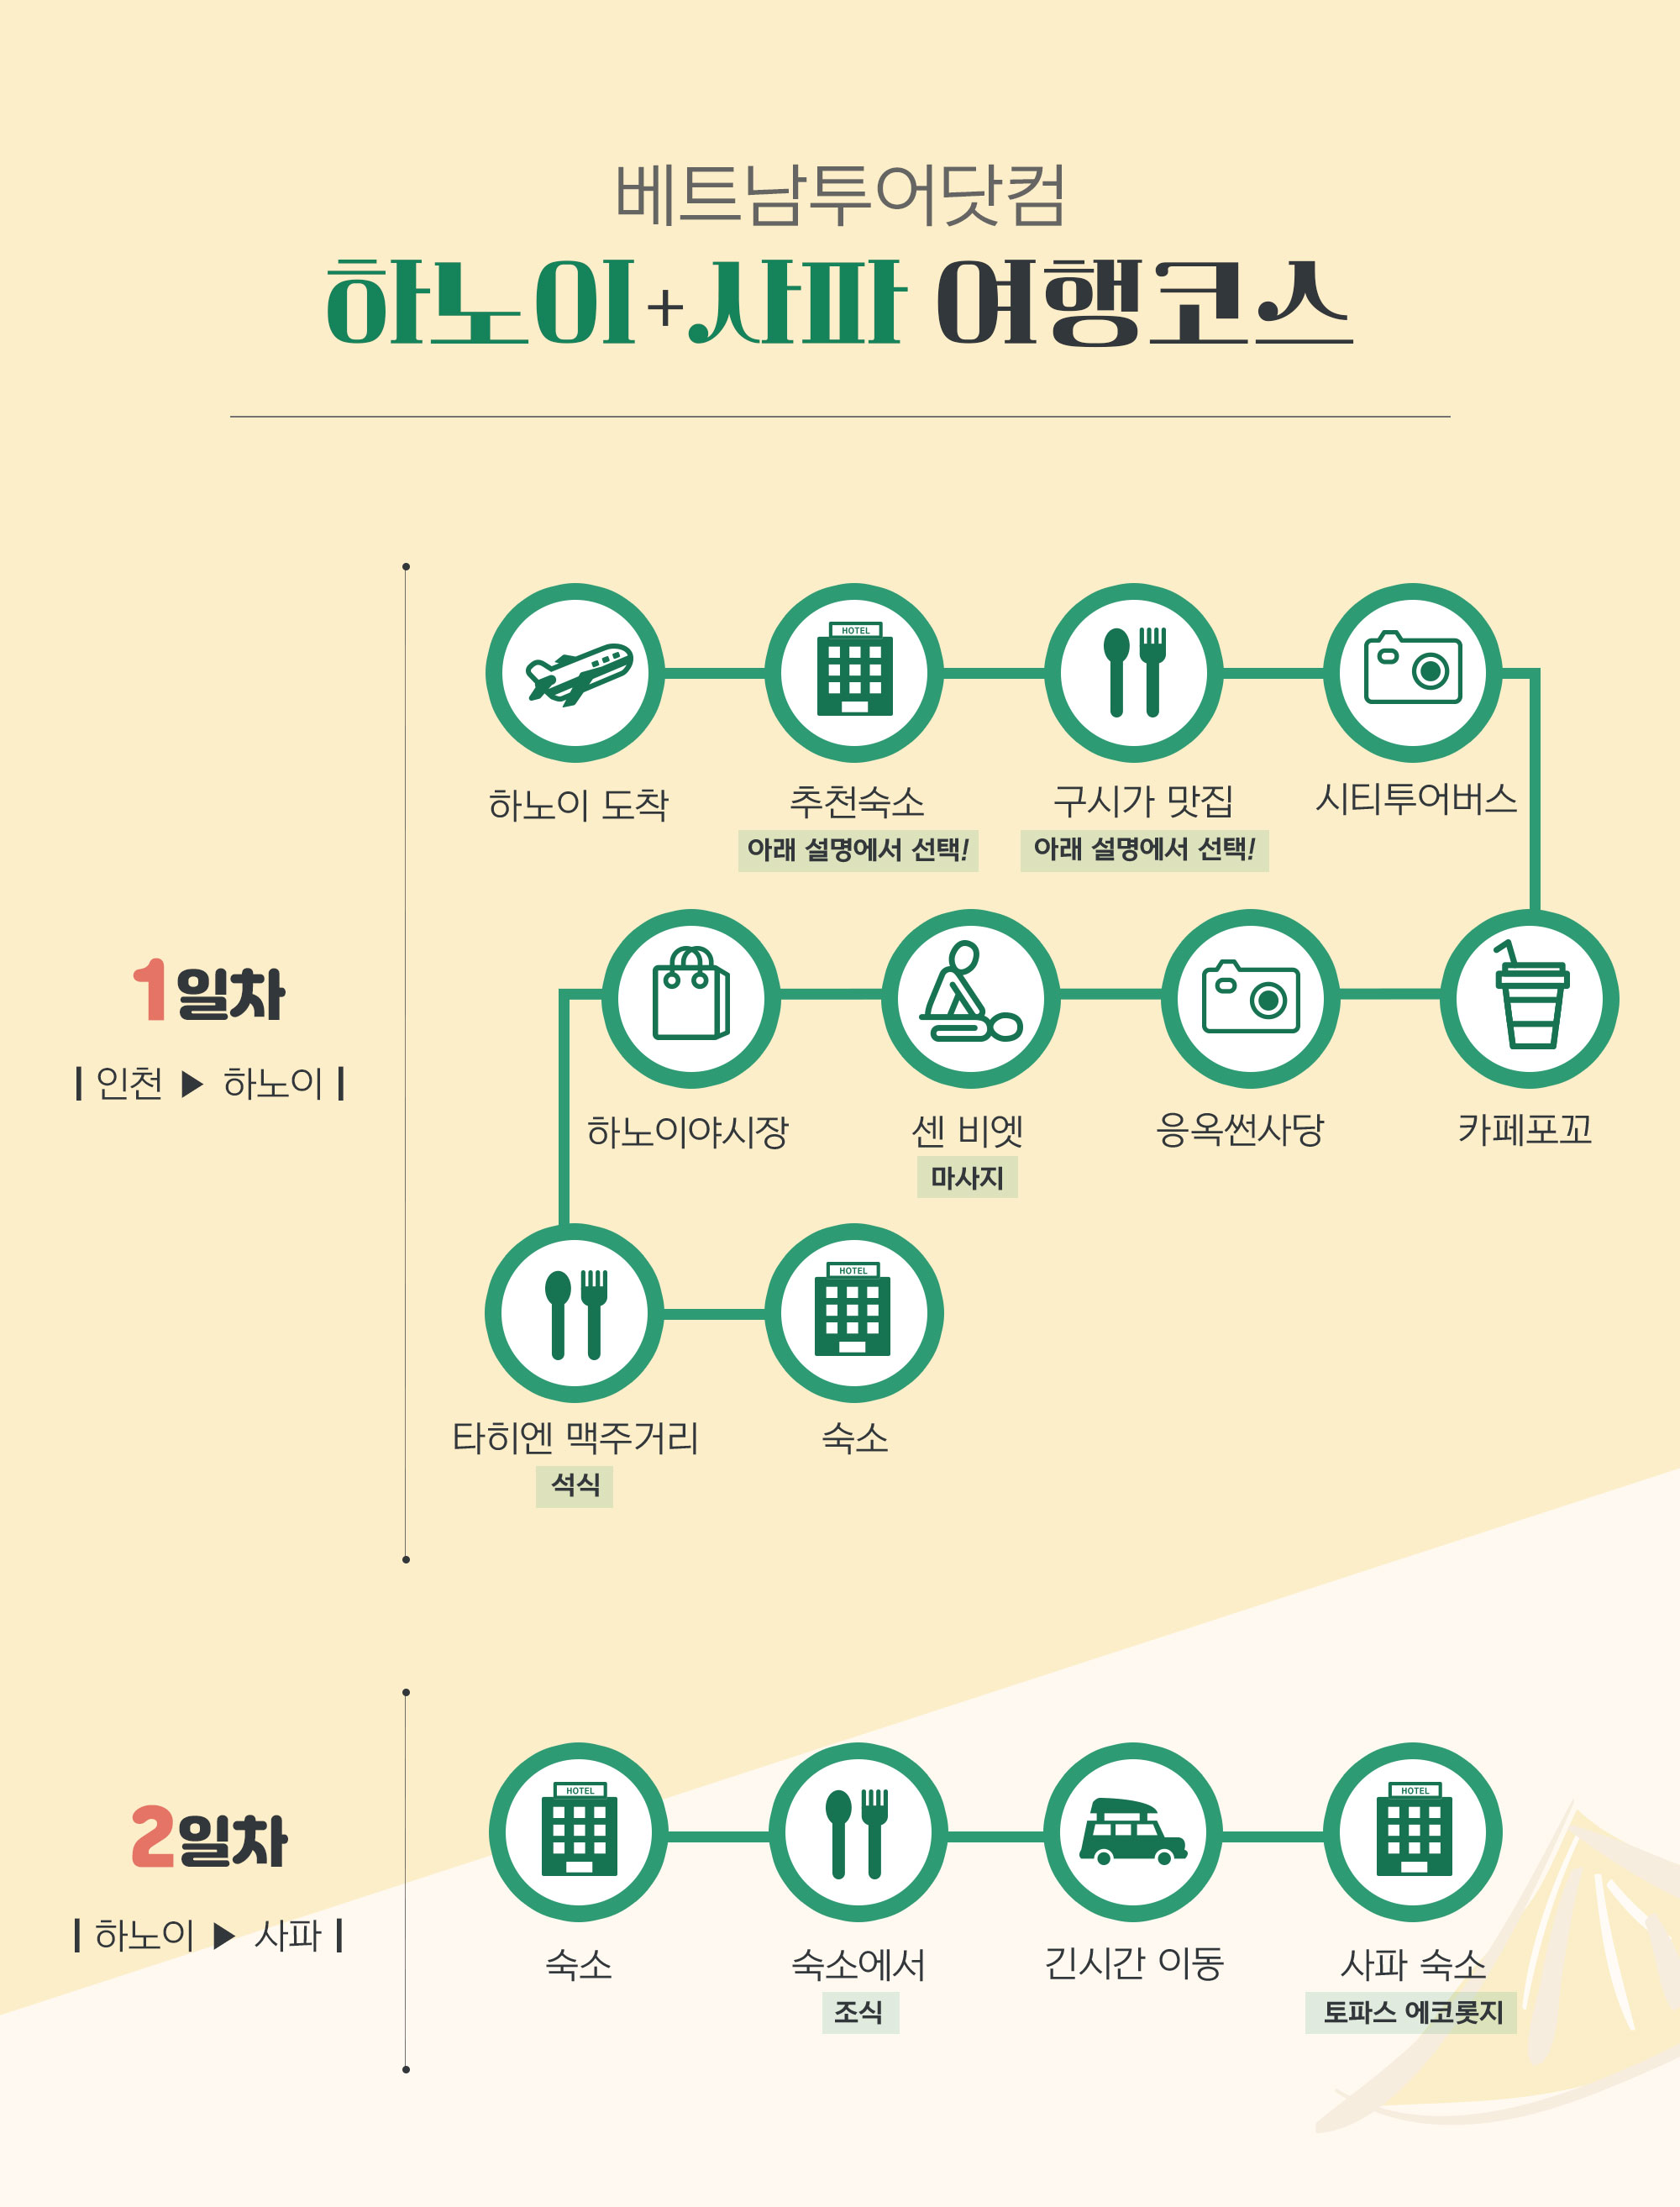 베트남투어닷컴
하노이+사파 여행코스
HOTEL
하노이 도착
추천숙소
아래 설명에서 선택!
구시가 맛집
아래 설명에서 선택!
시티투어버스
1일차
| 인천 ▶ 하노이 |
하노이야시장
센 비엣
마사지
응옥썬사당
카페포꼬
HOTEL
타히엔 맥주거리
석식
숙소
2일차
| 하노이 ▶ 사파 |
HOTEL
HOTEL
숙소
숙소에서
조식
긴시간 이동
사파 숙소
토파스 에코롯지